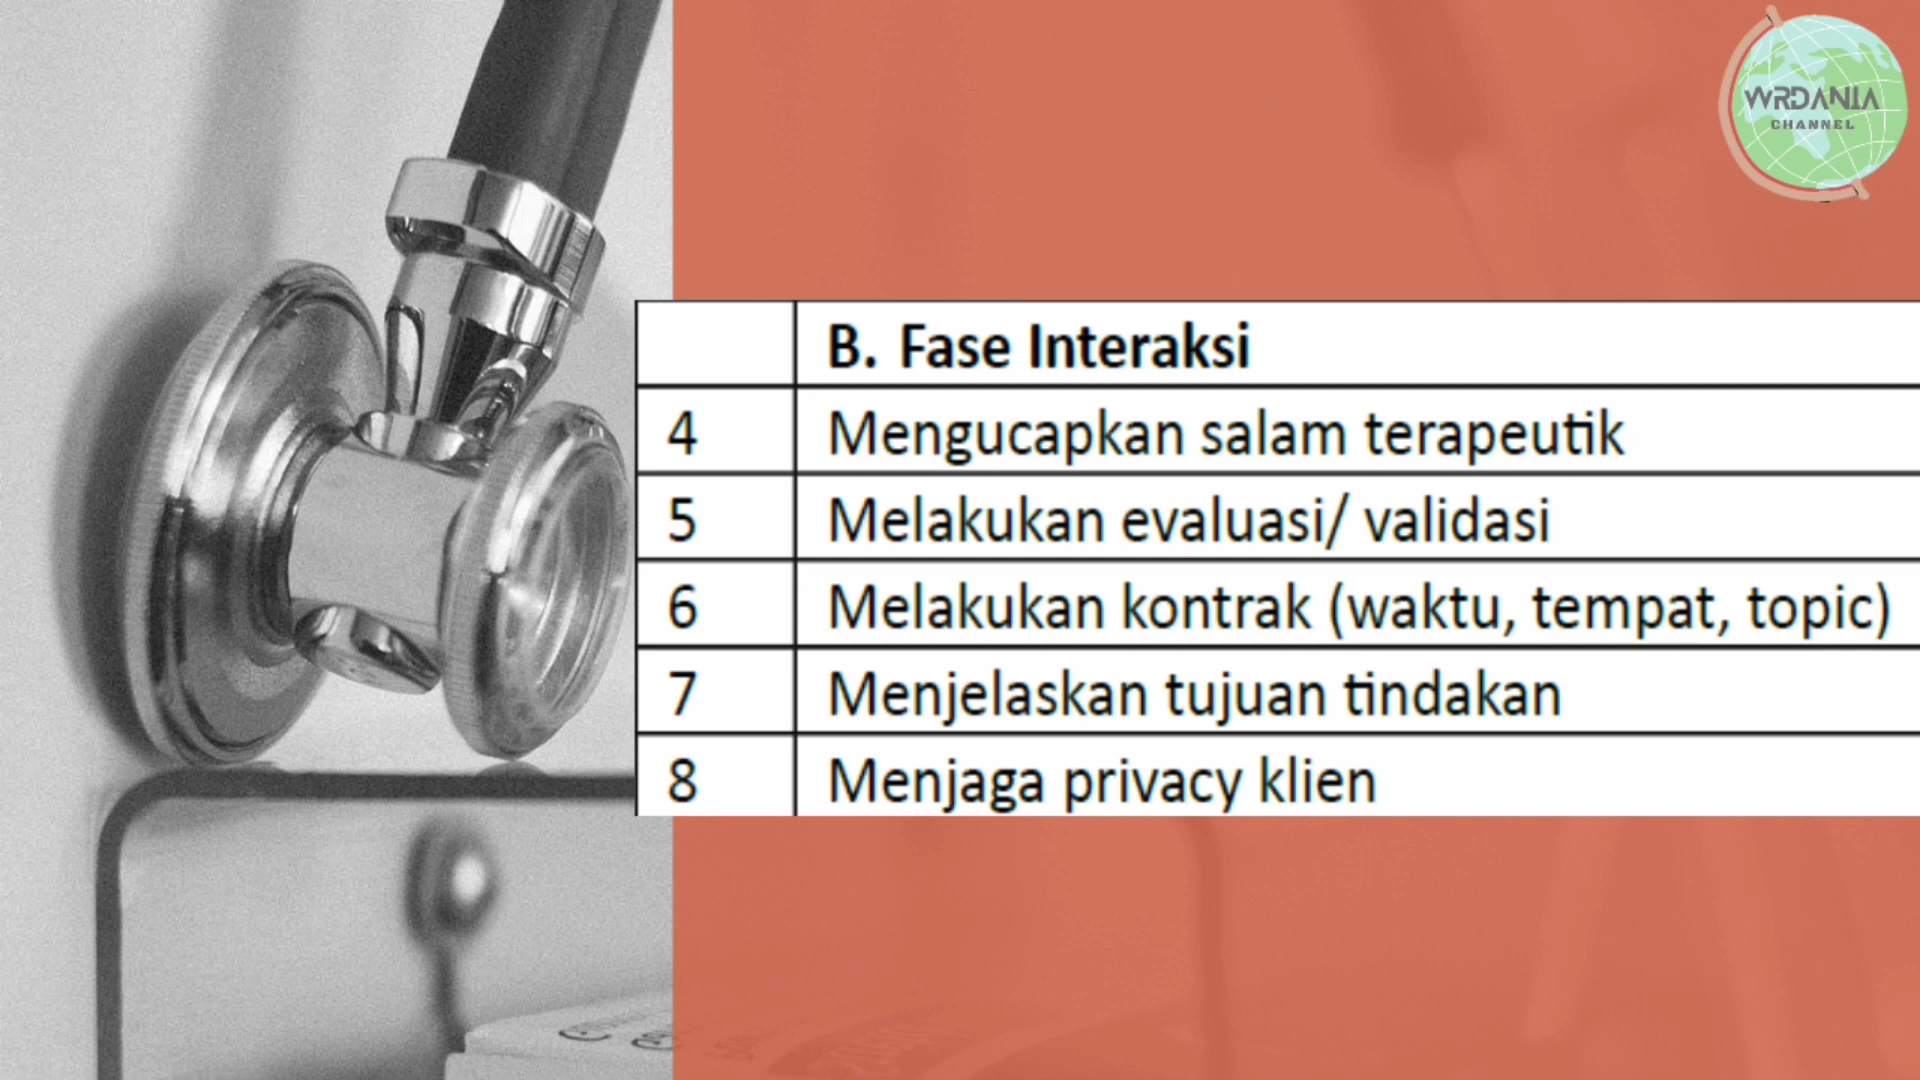 WRDANIA
CHANNEL
B. Fase Interaksi
4 Mengucapkan salam terapeutik
5 Melakukan evaluasi/ validasi
6 Melakukan kontrak (waktu, tempat, topic)
7 Menjelaskan tujuan tindakan
8 Menjaga privacy klien